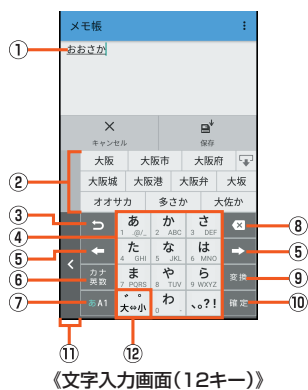 メモ帳
① おおさか
キャンセル 保存
② 大阪 大阪市 大阪府
大阪城 大阪港 大阪弁 大坂
オオサカ 多さか 大佐か
③ ⑧
④ あ 1 @/_ か 2 ABC さ 3 DEF
⑤ た 4 GHI な 5 JKL は 6 MNO ⑤
⑥ カナ英数 ま 7 PQRS や 8 TUV ら 9 WXYZ 変換 ⑨
⑦ あA1 大⇔小 わ 0 、。?! 確定 ⑩
⑪ ⑫
《文字入力画面(12キー)》